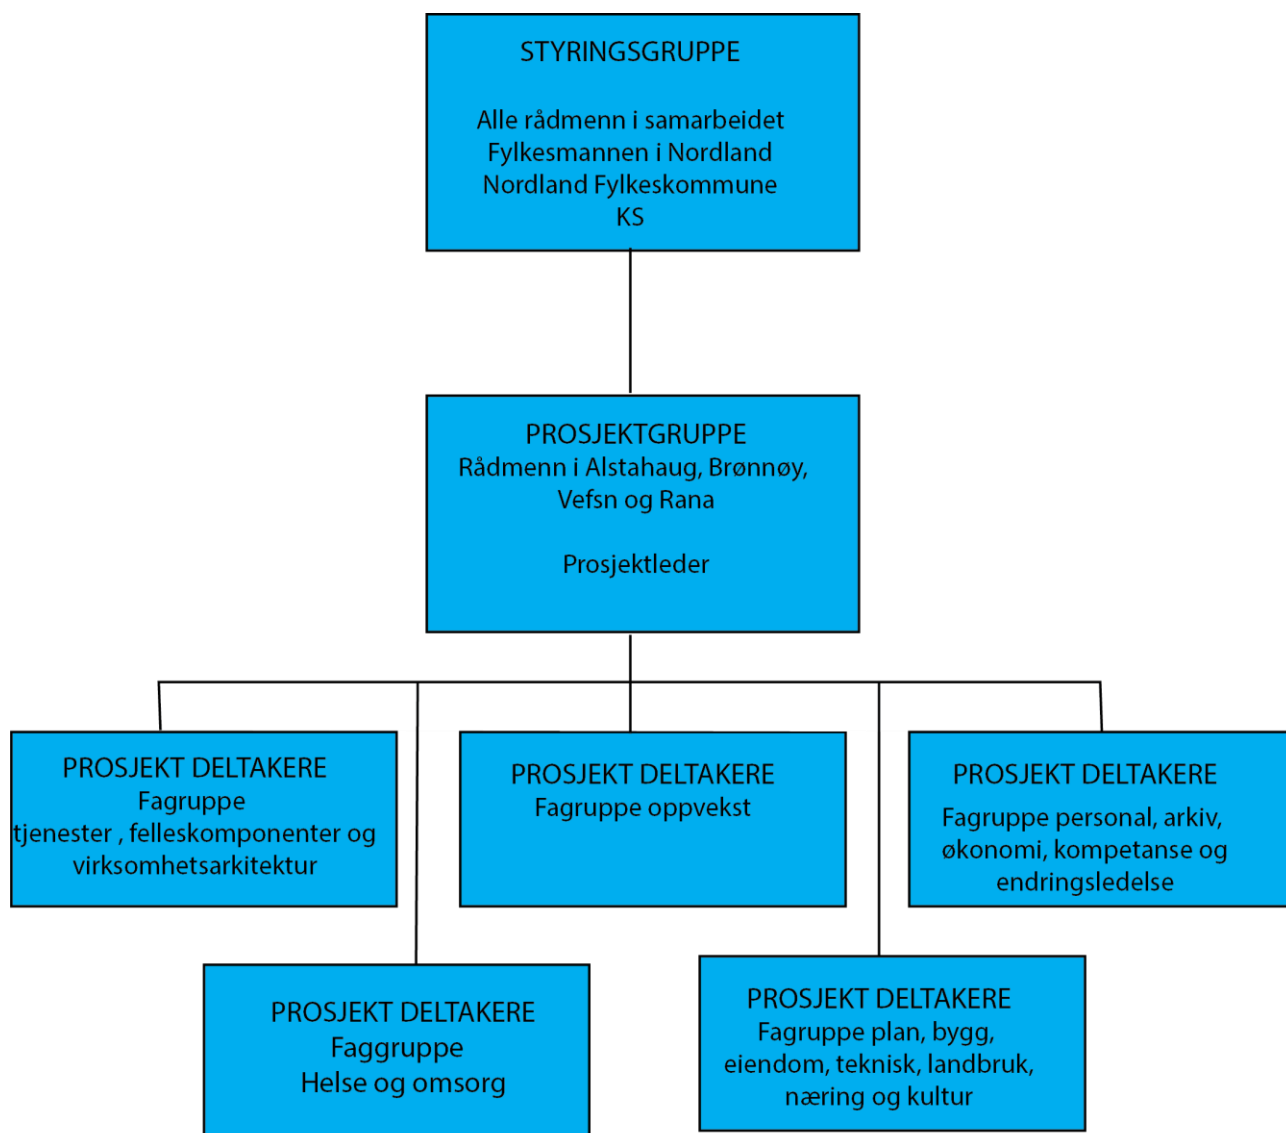 STYRINGSGRUPPE
Alle rådmenn i samarbeidet
Fylkesmannen i Nordland
Nordland Fylkeskommune
KS
PROSJEKTGRUPPE
Rådmenn i Alstahaug, Brønnøy,
Vefsn og Rana
Prosjektleder
PROSJEKT DELTAKERE
Fagruppe
tjenester , felleskomponenter og
virksomhetsarkitektur
PROSJEKT DELTAKERE
Fagruppe oppvekst
PROSJEKT DELTAKERE
Fagruppe personal, arkiv,
økonomi, kompetanse og
endringsledelse
PROSJEKT DELTAKERE
Faggruppe
Helse og omsorg
PROSJEKT DELTAKERE
Fagruppe plan, bygg,
eiendom, teknisk, landbruk,
næring og kultur